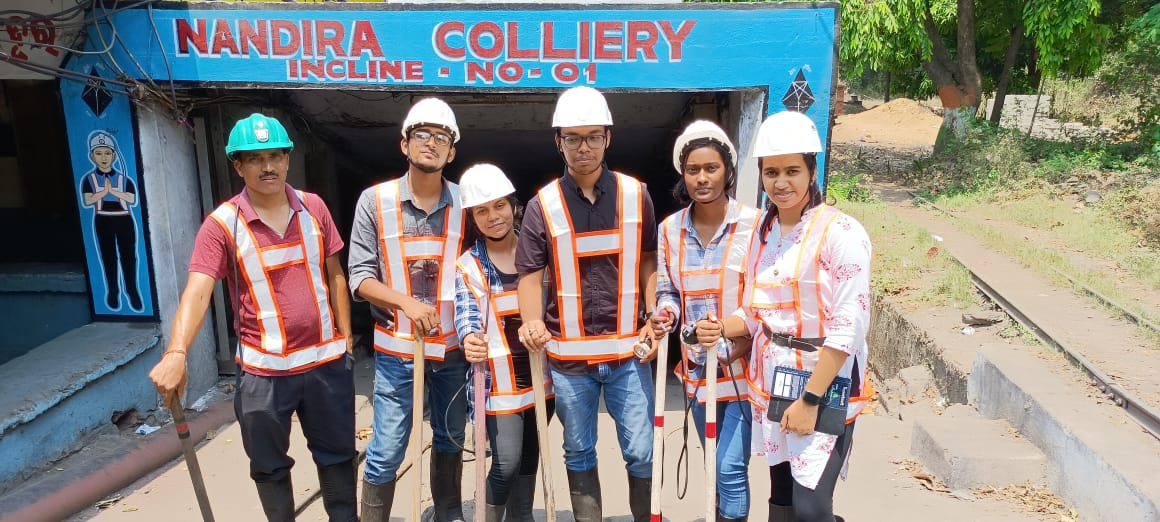 NANDIRA COLLIERY
INCLINE - NO - 01